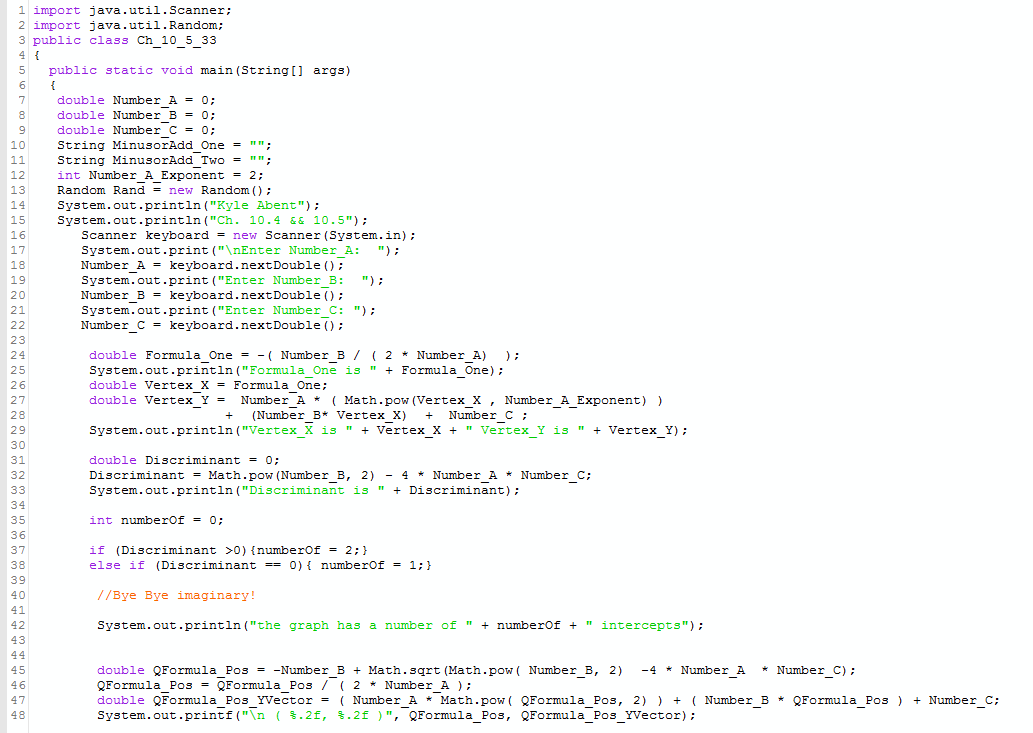 1 import java.util.Scanner;
2 import java.util.Random;
3 public class Ch_10_5_33
4 {
5 public static void main(String[] args)
6 {
7 double Number_A = 0;
8 double Number_B = 0;
9 double Number_C = 0;
10 String MinusorAdd_One = "";
11 String MinusorAdd_Two = "";
12 int Number_A_Exponent = 2;
13 Random Rand = new Random();
14 System.out.println("Kyle Abent");
15 System.out.println("Ch. 10.4 && 10.5");
16 Scanner keyboard = new Scanner(System.in);
17 System.out.print("\nEnter Number_A:  ");
18 Number_A = keyboard.nextDouble();
19 System.out.print("Enter Number_B:  ");
20 Number_B = keyboard.nextDouble();
21 System.out.print("Enter Number_C: ");
22 Number_C = keyboard.nextDouble();
23
24 double Formula_One = -( Number_B / ( 2 * Number_A)  );
25 System.out.println("Formula_One is " + Formula_One);
26 double Vertex_X = Formula_One;
27 double Vertex_Y =  Number_A * ( Math.pow(Vertex_X , Number_A_Exponent) )
28 +  (Number_B* Vertex_X)  +  Number_C ;
29 System.out.println("Vertex_X is " + Vertex_X + " Vertex_Y is " + Vertex_Y);
30
31 double Discriminant = 0;
32 Discriminant = Math.pow(Number_B, 2) - 4 * Number_A * Number_C;
33 System.out.println("Discriminant is " + Discriminant);
34
35 int numberOf = 0;
36
37 if (Discriminant >0){numberOf = 2;}
38 else if (Discriminant == 0){ numberOf = 1;}
39
40 //Bye Bye imaginary!
41
42 System.out.println("the graph has a number of " + numberOf + " intercepts");
43
44
45 double QFormula_Pos = -Number_B + Math.sqrt(Math.pow( Number_B, 2)  -4 * Number_A  * Number_C);
46 QFormula_Pos = QFormula_Pos / ( 2 * Number_A );
47 double QFormula_Pos_YVector = ( Number_A * Math.pow( QFormula_Pos, 2) ) + ( Number_B * QFormula_Pos ) + Number_C;
48 System.out.printf("\n ( %.2f, %.2f )", QFormula_Pos, QFormula_Pos_YVector);